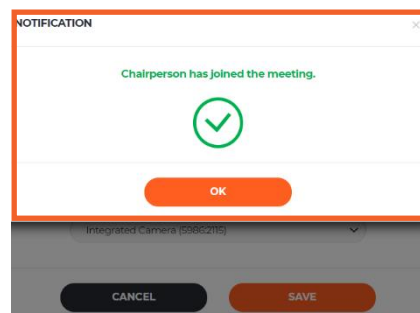 NOTIFICATION
Chairperson has joined the meeting.
OK
Integrated Camera (5986:2115)
CANCEL
SAVE